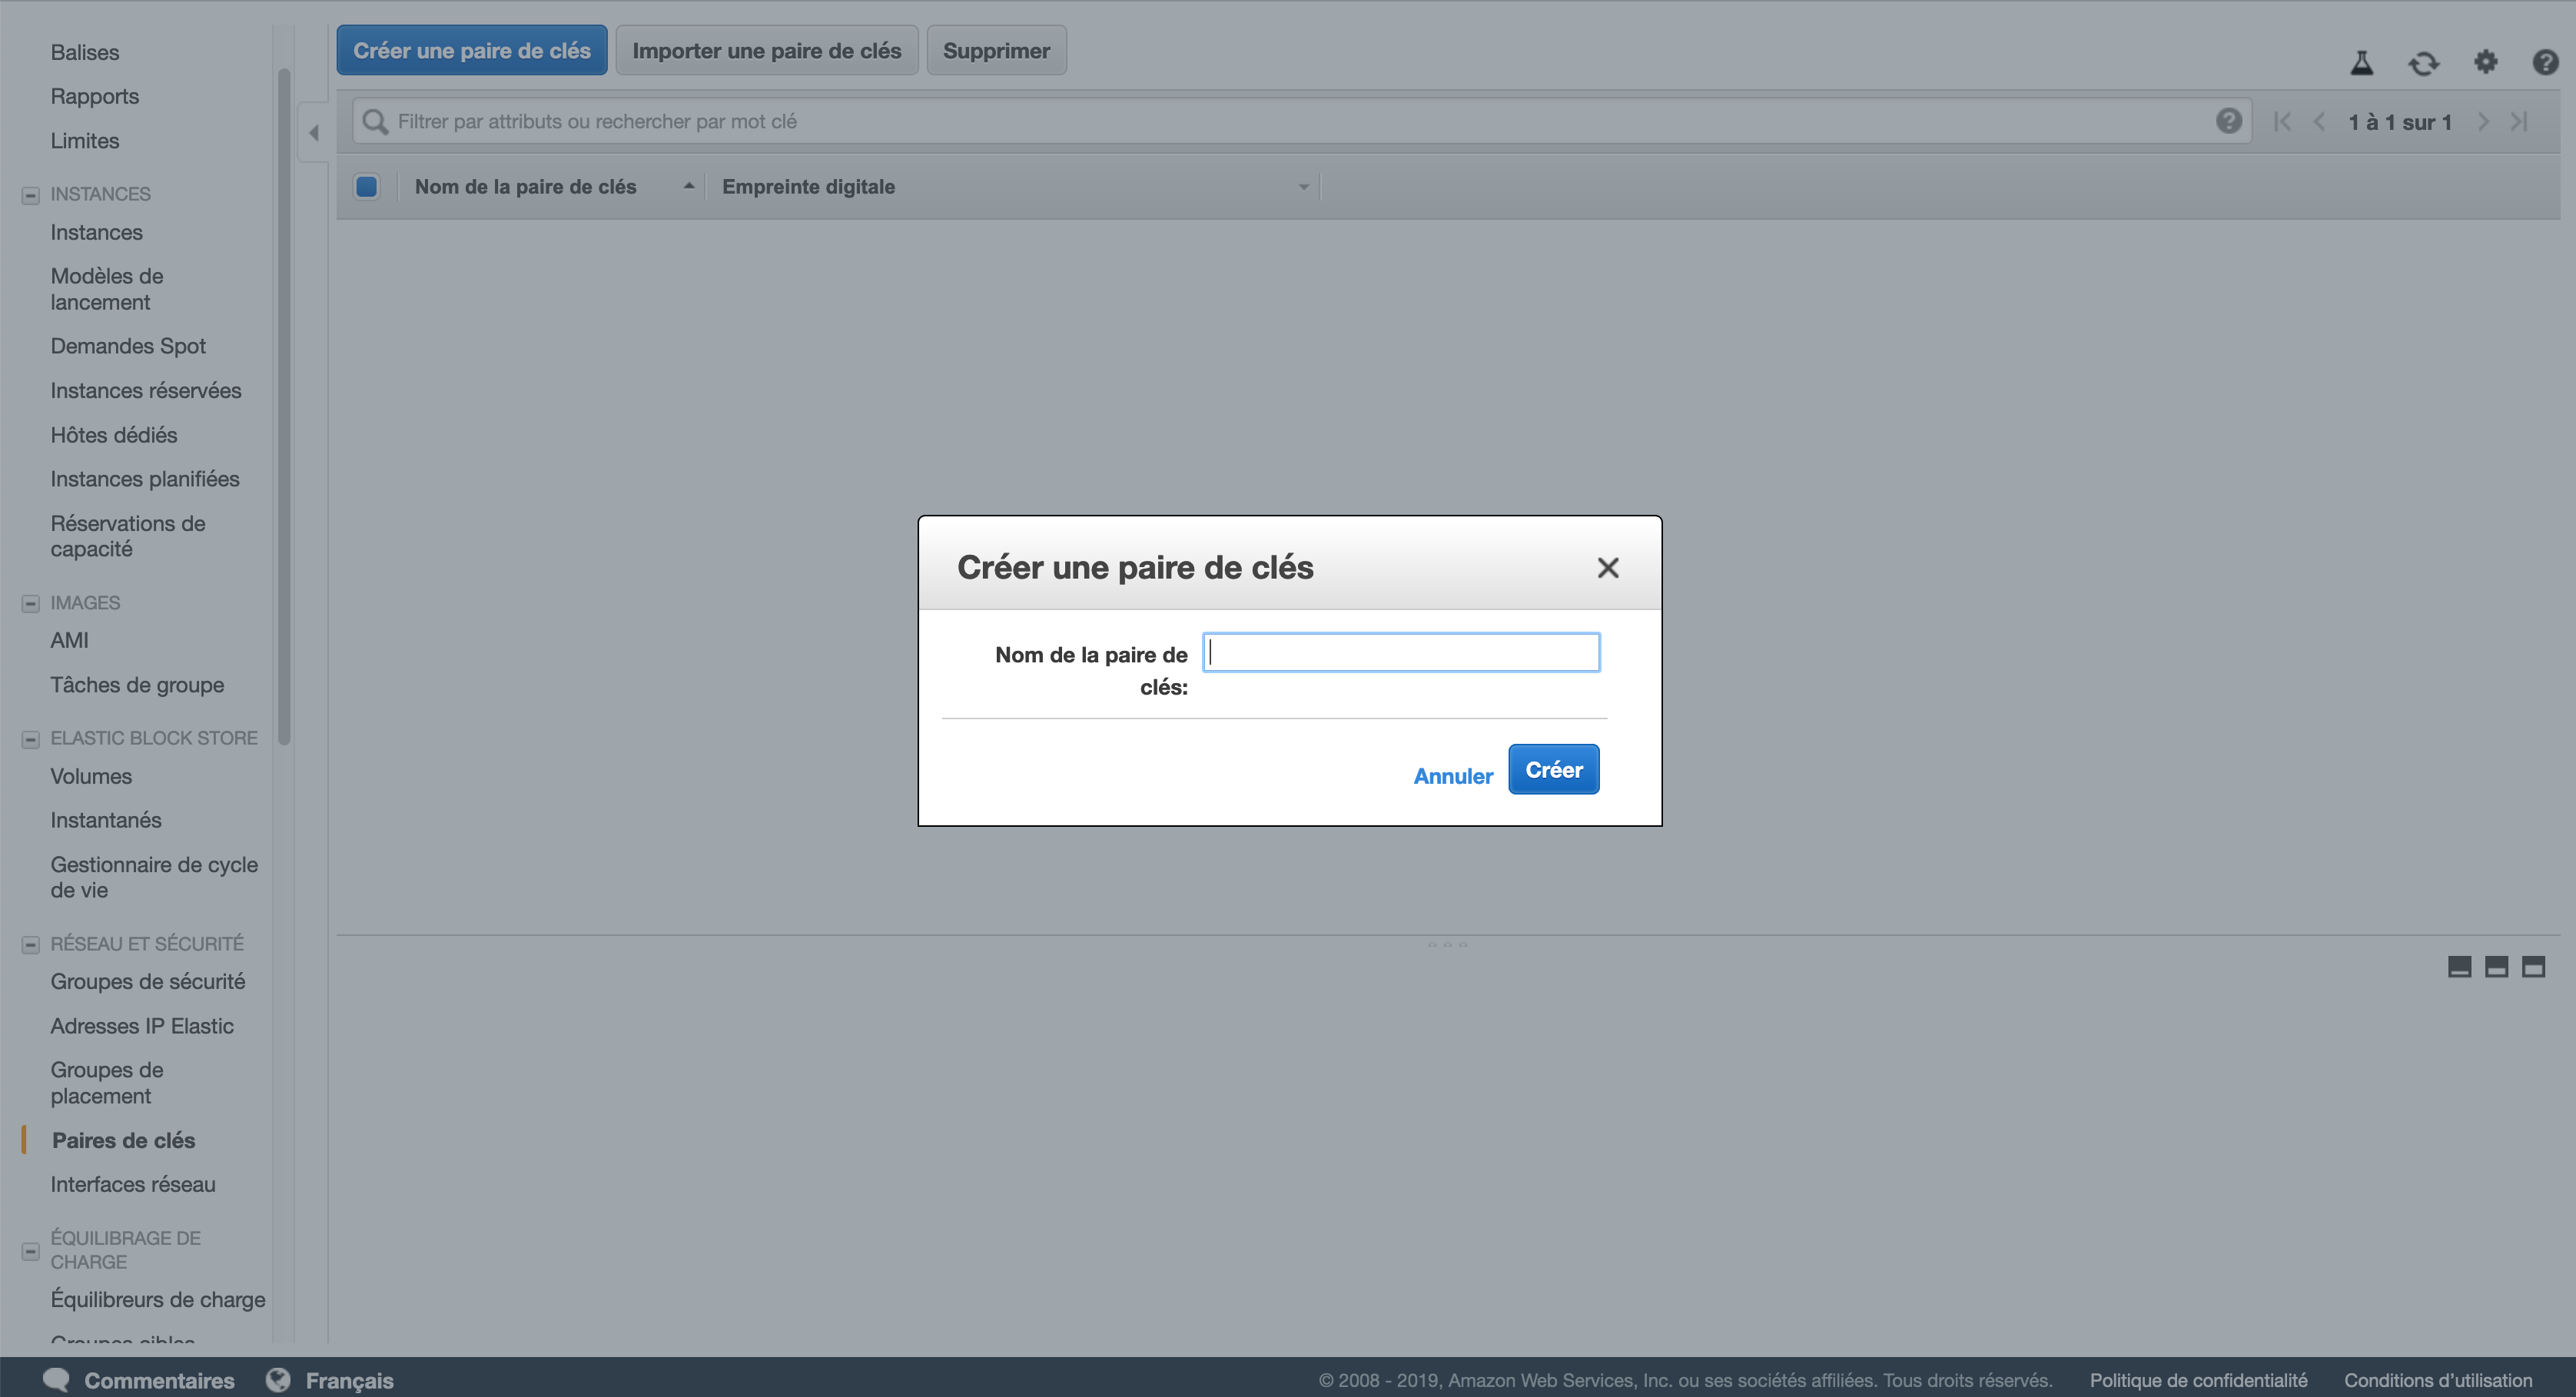 Balises
Rapports
Limites
INSTANCES
Instances
Modèles de
lancement
Demandes Spot
Instances réservées
Hôtes dédiés
Instances planifiées
Réservations de
capacité
IMAGES
AMI
Tâches de groupe
ELASTIC BLOCK STORE
Volumes
Instantanés
Gestionnaire de cycle
de vie
RÉSEAU ET SÉCURITÉ
Groupes de sécurité
Adresses IP Elastic
Groupes de
placement
Paires de clés
Interfaces réseau
ÉQUILIBRAGE DE
CHARGE
Équilibreurs de charge
Groupes cibles
Créer une paire de clés Importer une paire de clés Supprimer
Filtrer par attributs ou rechercher par mot clé 1 à 1 sur 1
Nom de la paire de clés Empreinte digitale
Créer une paire de clés
Nom de la paire de
clés:
Annuler Créer
Commentaires Français © 2008 - 2019, Amazon Web Services, Inc. ou ses sociétés affiliées. Tous droits réservés. Politique de confidentialité Conditions d’utilisation